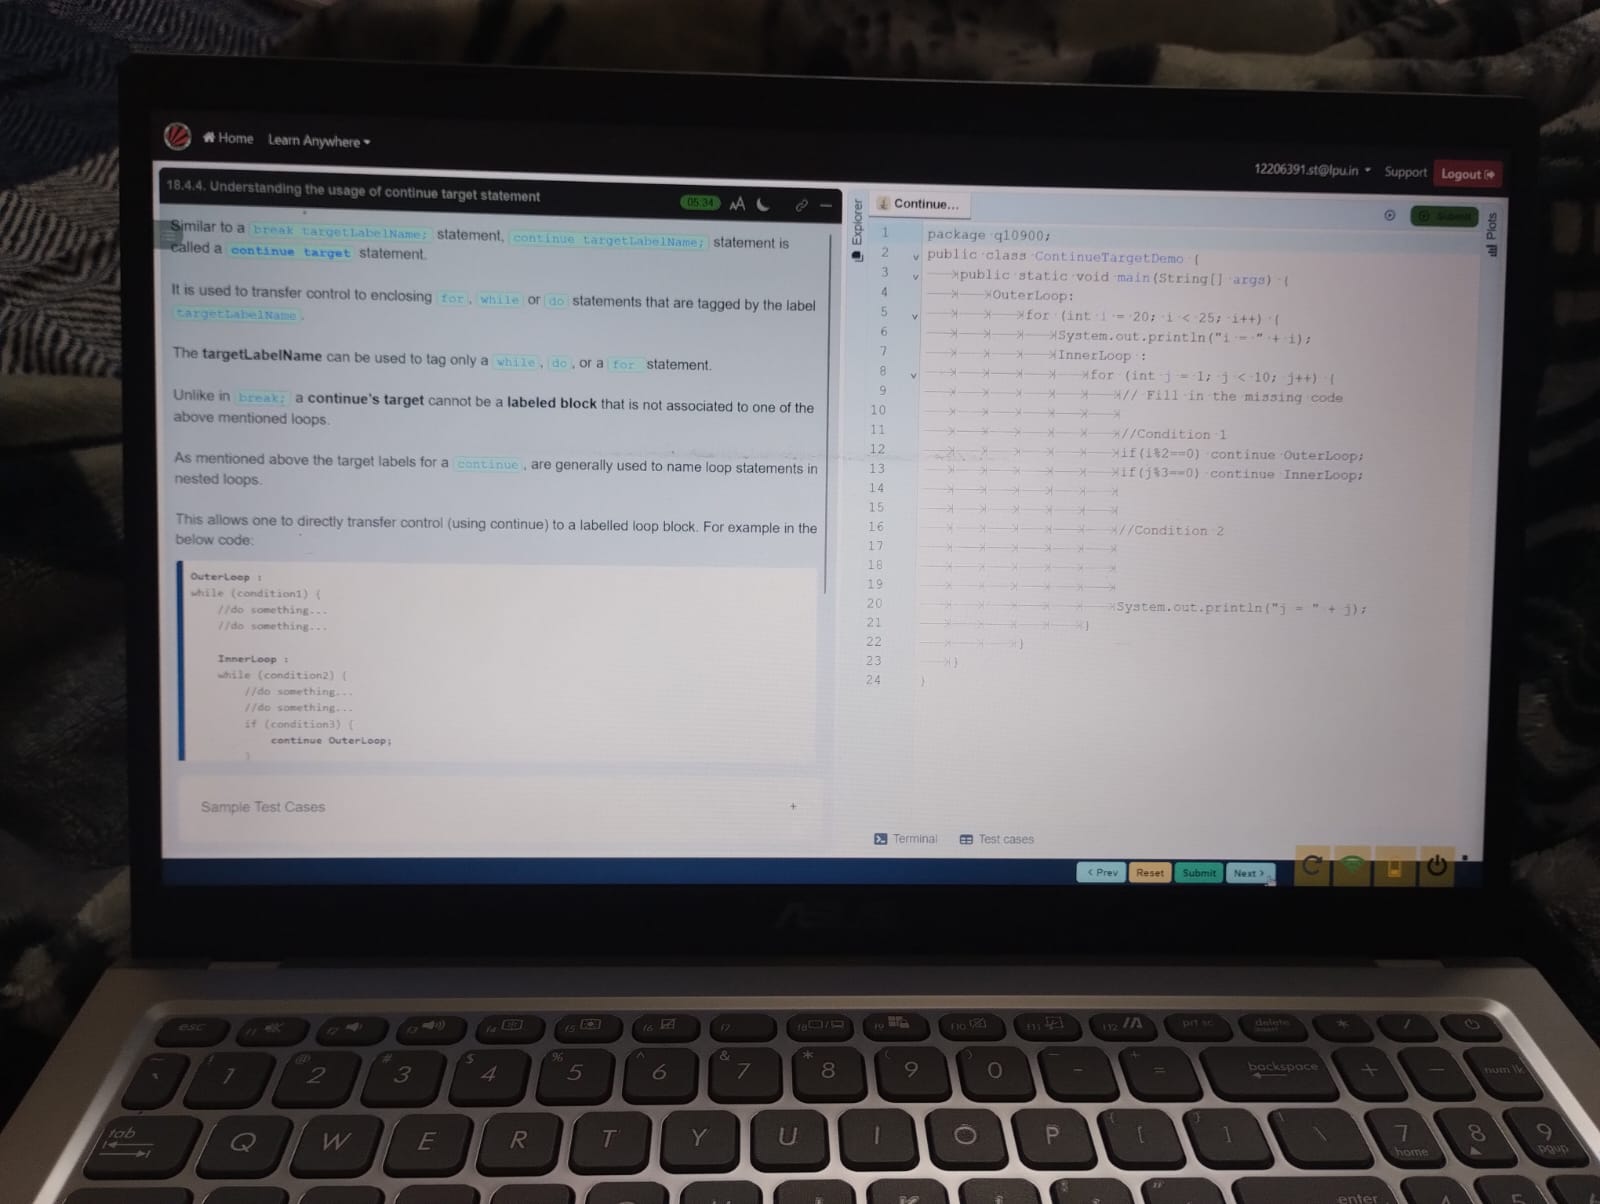 Home Learn Anywhere
12206391.st@lpu.in Support Logout
18.4.4. Understanding the usage of continue target statement
05:34 AA
Similar to a break targetLabelName; statement, continue targetLabelName; statement is
called a continue target statement.
It is used to transfer control to enclosing for, while or do statements that are tagged by the label
targetLabelName.
The targetLabelName can be used to tag only a while, do, or a for statement.
Unlike in break; a continue's target cannot be a labeled block that is not associated to one of the
above mentioned loops.
As mentioned above the target labels for a continue, are generally used to name loop statements in
nested loops.
This allows one to directly transfer control (using continue) to a labelled loop block. For example in the
below code:
OuterLoop :
while (condition1) {
//do something...
//do something...
InnerLoop :
while (condition2) {
//do something...
//do something...
if (condition3) {
continue OuterLoop;
}
Sample Test Cases +
Explorer
Continue...
Submit
Plots
1 package q10900;
2 public class ContinueTargetDemo {
3 public static void main(String[] args) {
4 OuterLoop:
5 for (int i = 20; i < 25; i++) {
6 System.out.println("i = " + i);
7 InnerLoop :
8 for (int j = 1; j < 10; j++) {
9 // Fill in the missing code
10
11 //Condition 1
12 if(i%2==0) continue OuterLoop;
13 if(j%3==0) continue InnerLoop;
14
15
16 //Condition 2
17
18
19
20 System.out.println("j = " + j);
21 }
22 }
23 }
24 }
Terminal Test cases
< Prev Reset Submit Next >
ASUS
esc f1 f2 f3 f4 f5 f6 f7 f8 f9 f10 f11 f12 prt sc delete insert * /
~ ` ! 1 @ 2 # 3 $ 4 % 5 ^ 6 & 7 * 8 ( 9 ) 0 - + = backspace + - num lk
tab Q W E R T Y U I O P { [ } ] | \ 7 home 8 9 pgup
enter